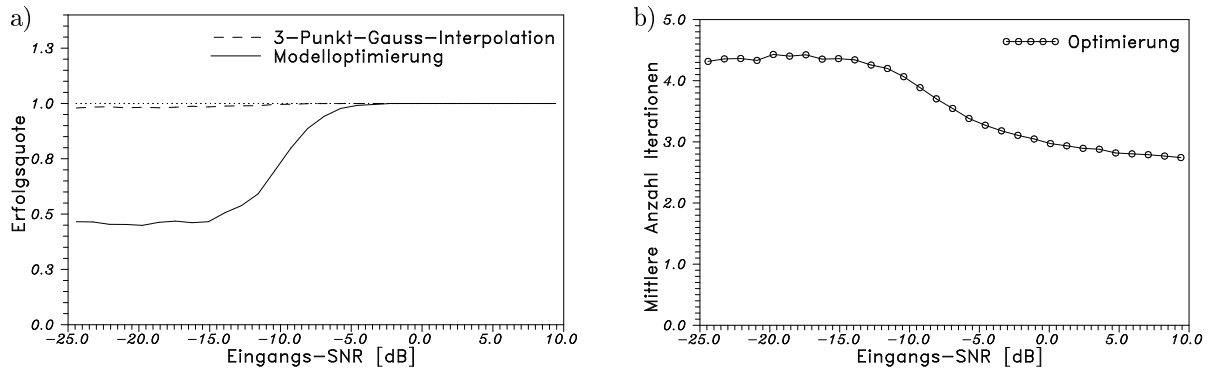 a)
1.3
1.0
0.8
0.5
0.3
0.0
Erfolgsquote
3-Punkt-Gauss-Interpolation
Modelloptimierung
-25.0 -20.0 -15.0 -10.0 -5.0 0.0 5.0 10.0
Eingangs-SNR [dB]
b)
5.0
4.0
3.0
2.0
1.0
0.0
Mittlere Anzahl Iterationen
Optimierung
-25.0 -20.0 -15.0 -10.0 -5.0 0.0 5.0 10.0
Eingangs-SNR [dB]